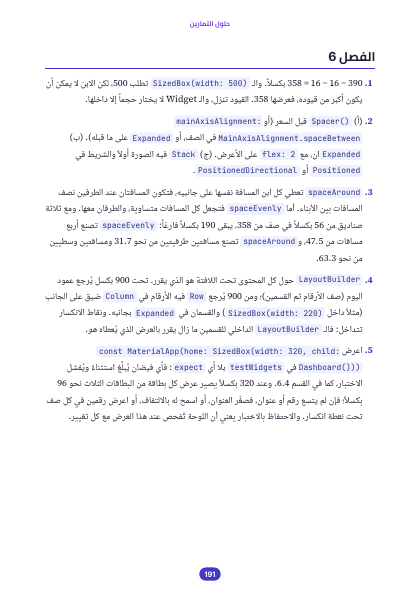 حلول التمارين
الفصل 6
1. 390 − 16 − 16 = 358 بكسلاً. والـ SizedBox(width: 500) تطلب 500، لكن الابن لا يمكن أن
يكون أكبر من قيوده، فعرضها 358. القيود تنزل، والـ Widget لا يختار حجماً إلا داخلها.
2. (أ) Spacer() قبل السعر (أو mainAxisAlignment:
MainAxisAlignment.spaceBetween في الصف، أو Expanded على ما قبله). (ب)
Expanded ان، مع flex: 2 على الأعرض. (ج) Stack فيه الصورة أولاً والشريط في
Positioned أو PositionedDirectional .
3. spaceAround تعطي كل ابن المسافة نفسها على جانبيه، فتكون المسافتان عند الطرفين نصف
المسافات بين الأبناء. أما spaceEvenly فتجعل كل المسافات متساوية، والطرفان معها. ومع ثلاثة
صناديق من 56 بكسلاً في صف من 358، يبقى 190 بكسلاً فارغاً: spaceEvenly تصنع أربع
مسافات من 47.5، و spaceAround تصنع مسافتين طرفيتين من نحو 31.7 ومسافتين وسطيين
من نحو 63.3.
4. LayoutBuilder حول كل المحتوى تحت اللافتة هو الذي يقرر. تحت 900 بكسل يُرجع عمود
اليوم (صف الأرقام ثم القسمين)؛ ومن 900 يُرجع Row فيه الأرقام في Column ضيق على الجانب
(مثلاً داخل SizedBox(width: 220) ) والقسمان في Expanded بجانبه. ونقاط الانكسار
تتداخل: فالـ LayoutBuilder الداخلي للقسمين ما زال يقرر بالعرض الذي يُعطاه هو.
5. اعرض const MaterialApp(home: SizedBox(width: 320, child:
Dashboard())) في testWidgets بلا أي expect : فأي فيضان يُبلَّغ استثناءً ويُفشل
الاختبار، كما في القسم 6.4. وعند 320 بكسلاً يصير عرض كل بطاقة من البطاقات الثلاث نحو 96
بكسلاً؛ فإن لم يتسع رقم أو عنوان، فصغّر العنوان، أو اسمح له بالالتفاف، أو اعرض رقمين في كل صف
تحت نقطة انكسار. والاحتفاظ بالاختبار يعني أن اللوحة تُفحص عند هذا العرض مع كل تغيير.
191